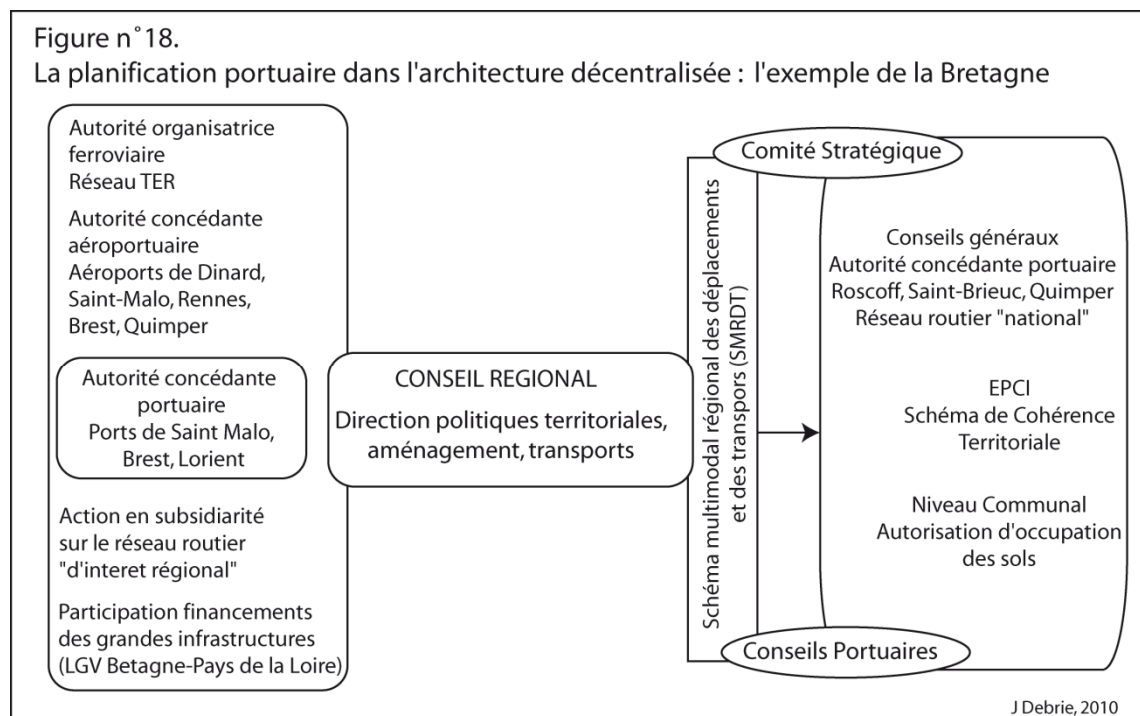 Figure n°18.
La planification portuaire dans l'architecture décentralisée : l'exemple de la Bretagne
Autorité organisatrice
ferroviaire
Réseau TER
Autorité concédante
aéroportuaire
Aéroports de Dinard,
Saint-Malo, Rennes,
Brest, Quimper
Autorité concédante
portuaire
Ports de Saint Malo,
Brest, Lorient
Action en subsidiarité
sur le réseau routier
"d'interet régional"
Participation financements
des grandes infrastructures
(LGV Betagne-Pays de la Loire)
CONSEIL REGIONAL
Direction politiques territoriales,
aménagement, transports
Schéma multimodal régional des déplacements
et des transpors (SMRDT)
Comité Stratégique
Conseils généraux
Autorité concédante portuaire
Roscoff, Saint-Brieuc, Quimper
Réseau routier "national"
EPCI
Schéma de Cohérence
Territoriale
Niveau Communal
Autorisation d'occupation
des sols
Conseils Portuaires
J Debrie, 2010